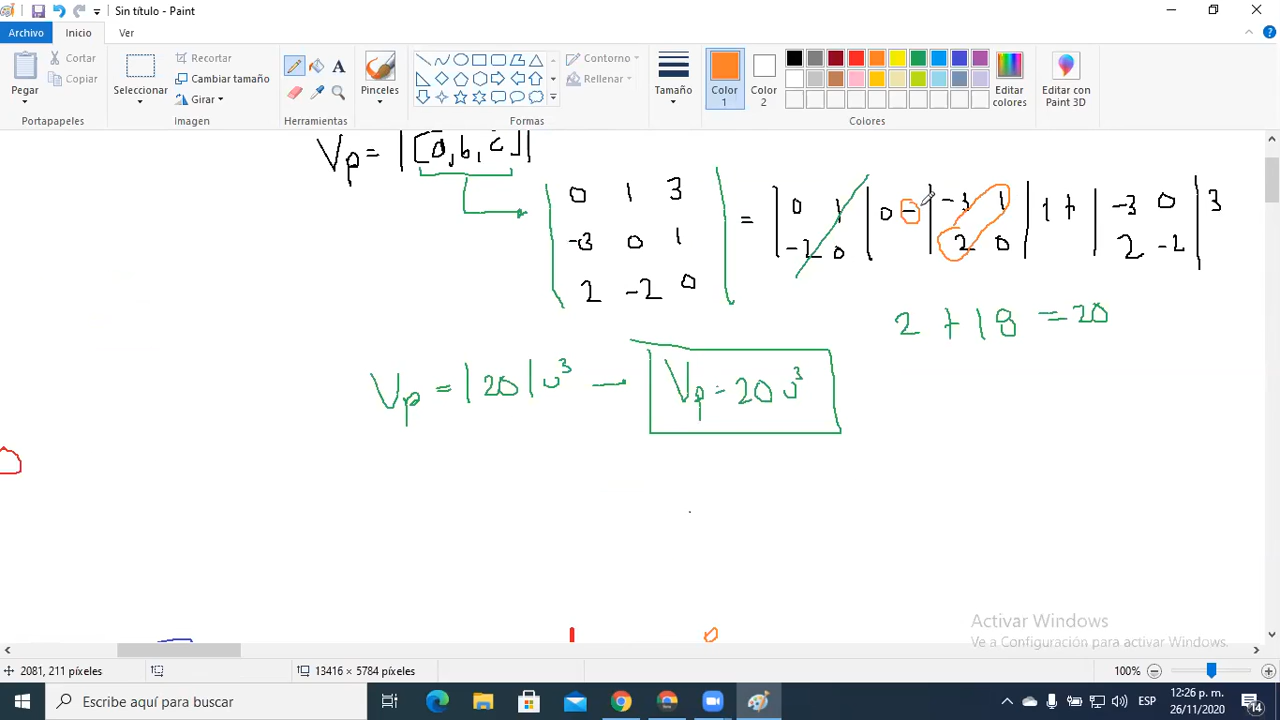 Sin título - Paint
Archivo Inicio Ver
Pegar
Cortar
Copiar
Portapapeles
Seleccionar
Recortar
Cambiar tamaño
Girar
Imagen
A
Herramientas
Pinceles
Contorno
Rellenar
Formas
Tamaño
Color 1
Color 2
Colores
Editar colores
Editar con Paint 3D
Vp = |[a, b, c]|
0 1 3
-3 0 1
2 -2 0
= | 0 1 | 0 - | -3 1 | 1 + | -3 0 | 3
| -2 0 | | 2 0 | | 2 -2 |
2 + 18 = 20
Vp = |20| u³ — Vp = 20 u³
Activar Windows
Ve a Configuración para activar Windows.
2081, 211 píxeles
13416 × 5784 píxeles
100%
Escribe aquí para buscar
ESP
12:26 p. m.
26/11/2020
14